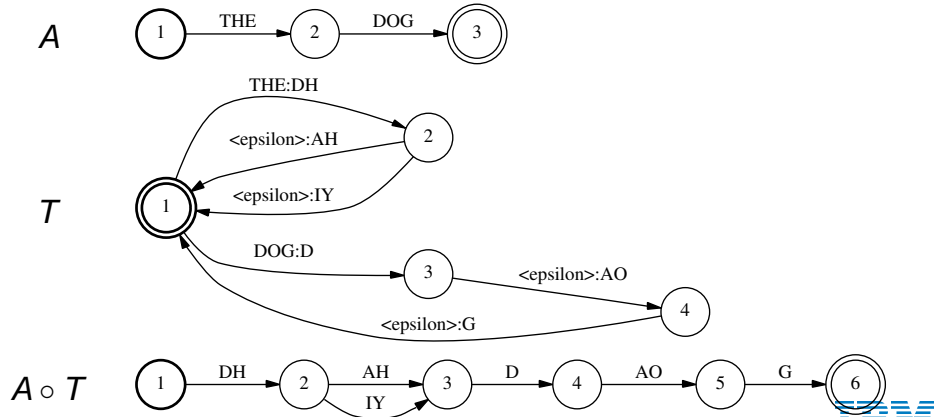 A 1 THE 2 DOG 3
THE:DH
<epsilon>:AH 2
<epsilon>:IY
T 1
DOG:D 3 <epsilon>:AO
4
<epsilon>:G
A ∘ T 1 DH 2 AH 3 D 4 AO 5 G 6
IY
IBM